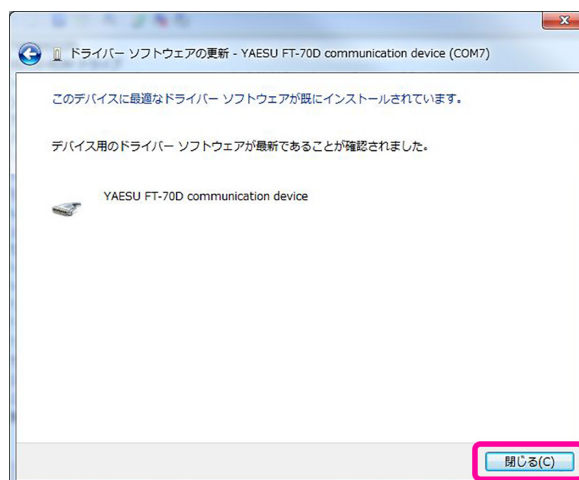 ドライバー ソフトウェアの更新 - YAESU FT-70D communication device (COM7)
このデバイスに最適なドライバー ソフトウェアが既にインストールされています。
デバイス用のドライバー ソフトウェアが最新であることが確認されました。
YAESU FT-70D communication device
閉じる(C)